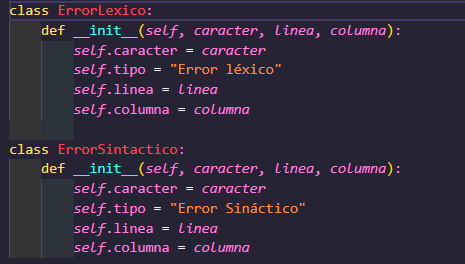 class ErrorLexico:
    def __init__(self, caracter, linea, columna):
        self.caracter = caracter
        self.tipo = "Error léxico"
        self.linea = linea
        self.columna = columna
class ErrorSintactico:
    def __init__(self, caracter, linea, columna):
        self.caracter = caracter
        self.tipo = "Error Sináctico"
        self.linea = linea
        self.columna = columna